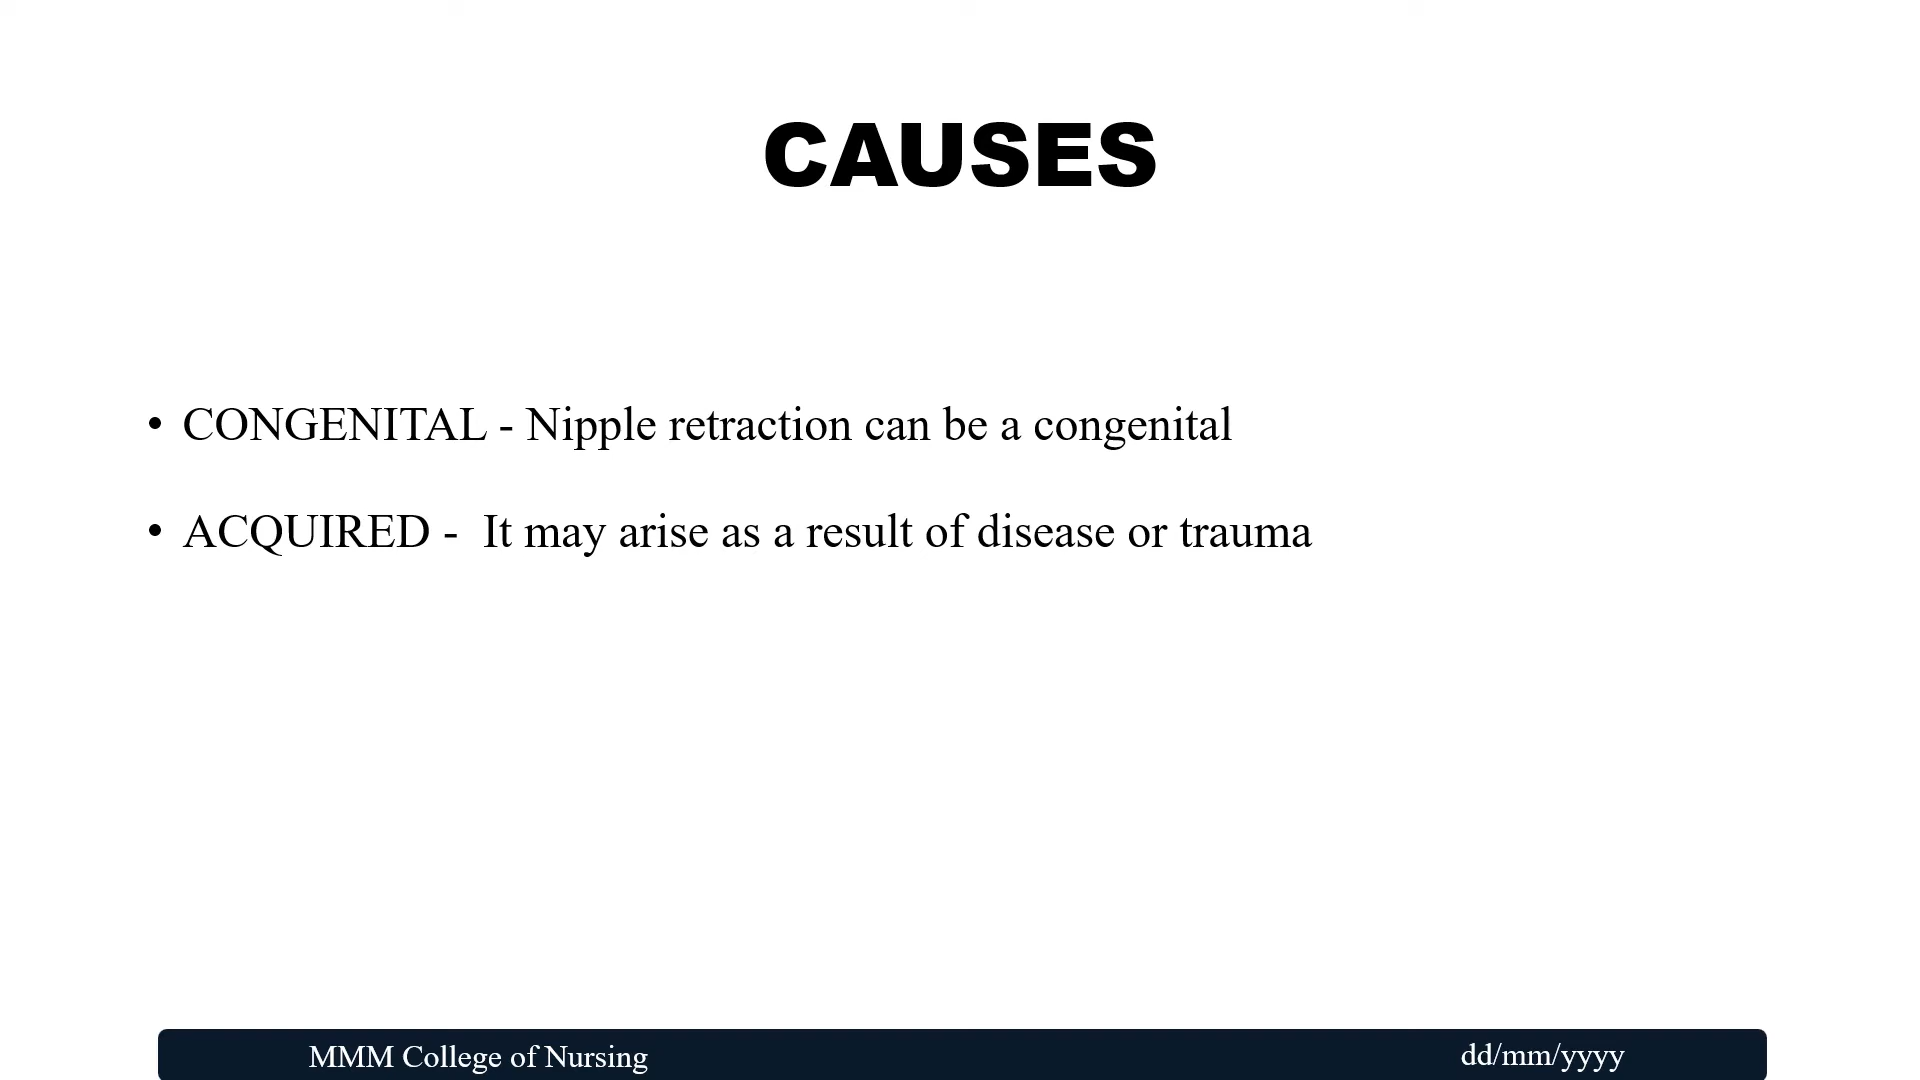 CAUSES
• CONGENITAL - Nipple retraction can be a congenital
• ACQUIRED -  It may arise as a result of disease or trauma
MMM College of Nursing
dd/mm/yyyy